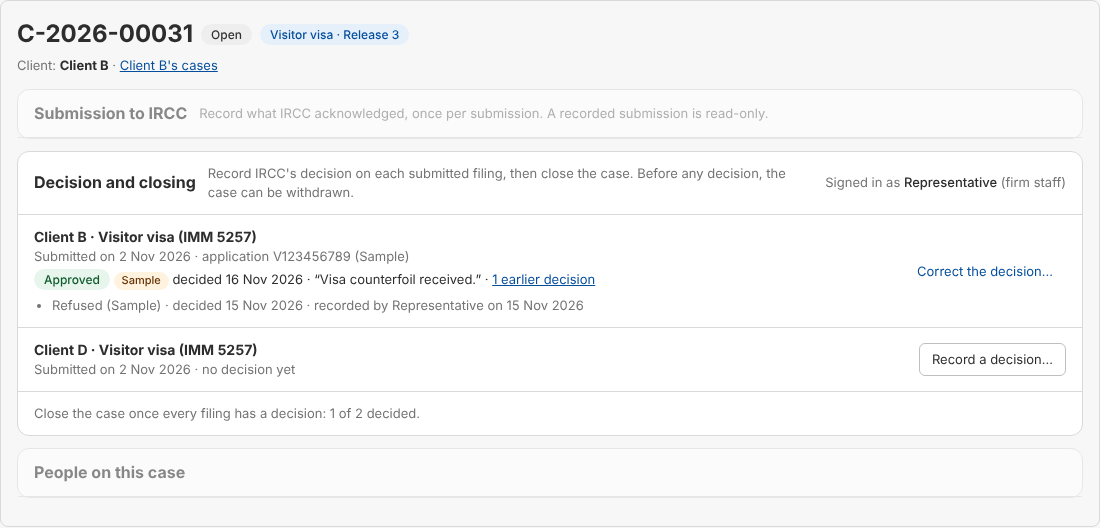 C-2026-00031 Open Visitor visa · Release 3
Client: Client B · Client B's cases
Submission to IRCC Record what IRCC acknowledged, once per submission. A recorded submission is read-only.
Decision and closing Record IRCC's decision on each submitted filing, then close the case. Before any decision, the
case can be withdrawn.
Signed in as Representative (firm staff)
Client B · Visitor visa (IMM 5257)
Submitted on 2 Nov 2026 · application V123456789 (Sample)
Approved Sample decided 16 Nov 2026 · “Visa counterfoil received.” · 1 earlier decision
• Refused (Sample) · decided 15 Nov 2026 · recorded by Representative on 15 Nov 2026
Correct the decision...
Client D · Visitor visa (IMM 5257)
Submitted on 2 Nov 2026 · no decision yet
Record a decision...
Close the case once every filing has a decision: 1 of 2 decided.
People on this case